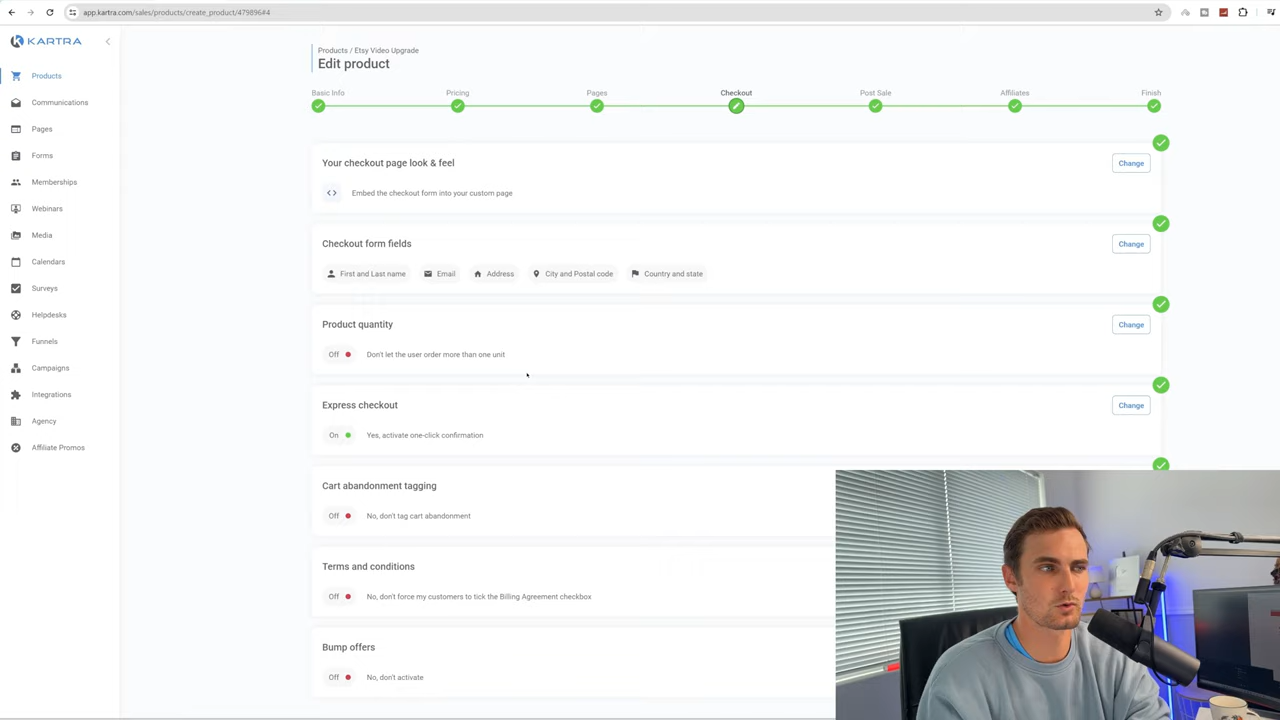 app.kartra.com/sales/products/create_product/479896#4
KARTRA
Products
Communications
Pages
Forms
Memberships
Webinars
Media
Calendars
Surveys
Helpdesks
Funnels
Campaigns
Integrations
Agency
Affiliate Promos
Products / Etsy Video Upgrade
Edit product
Basic Info
Pricing
Pages
Checkout
Post Sale
Affiliates
Finish
Your checkout page look & feel
Change
Embed the checkout form into your custom page
Checkout form fields
Change
First and Last name
Email
Address
City and Postal code
Country and state
Product quantity
Change
Off
Don't let the user order more than one unit
Express checkout
Change
On
Yes, activate one-click confirmation
Cart abandonment tagging
Off
No, don't tag cart abandonment
Terms and conditions
Off
No, don't force my customers to tick the Billing Agreement checkbox
Bump offers
Off
No, don't activate